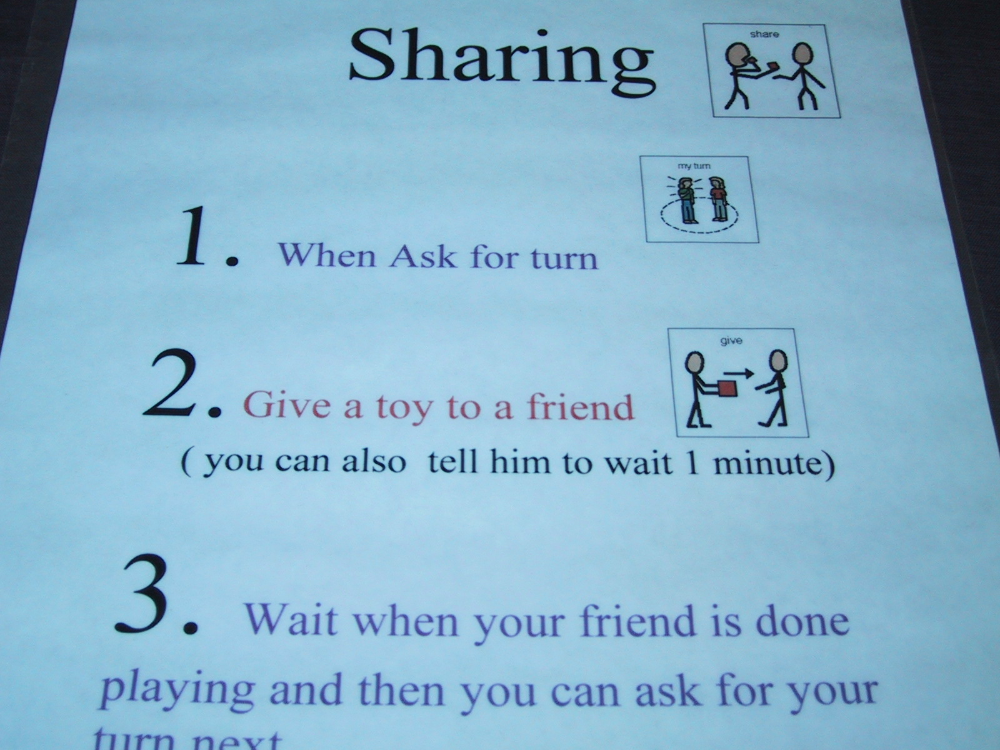 Sharing
share
my turn
1. When Ask for turn
give
2. Give a toy to a friend
( you can also tell him to wait 1 minute)
3. Wait when your friend is done
playing and then you can ask for your
turn next